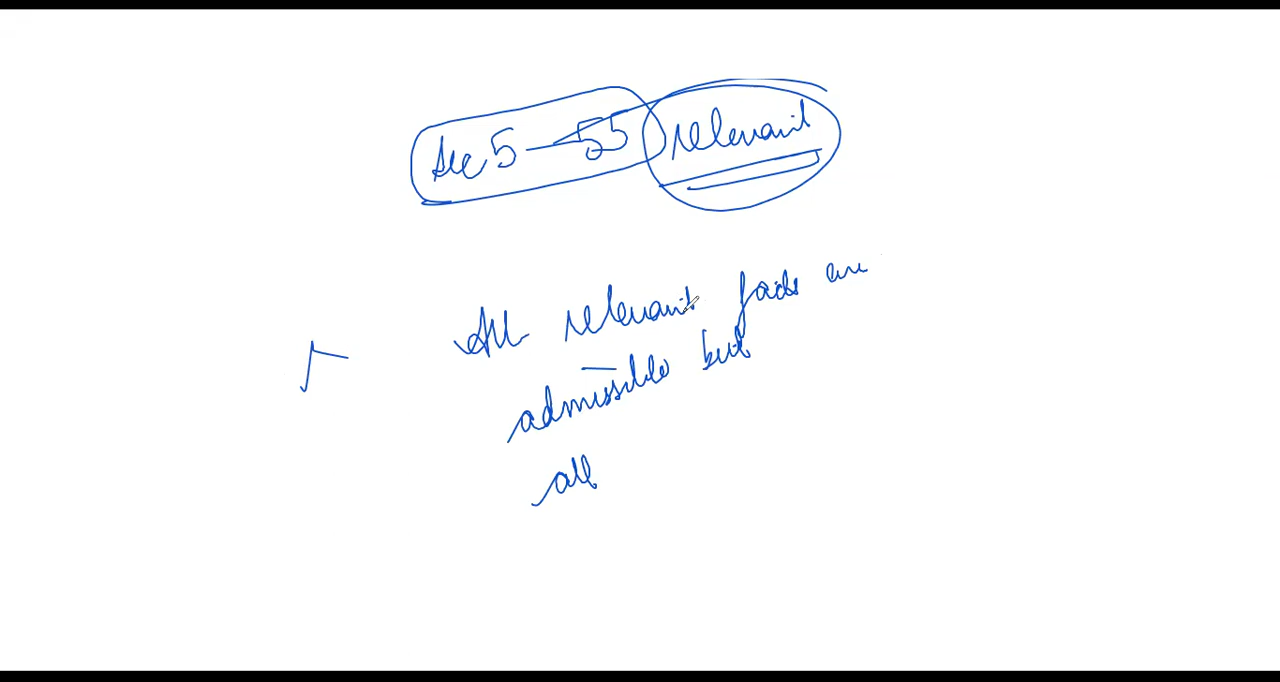 Sec 5 – 55 relevant
All relevant facts are
admissible but
all